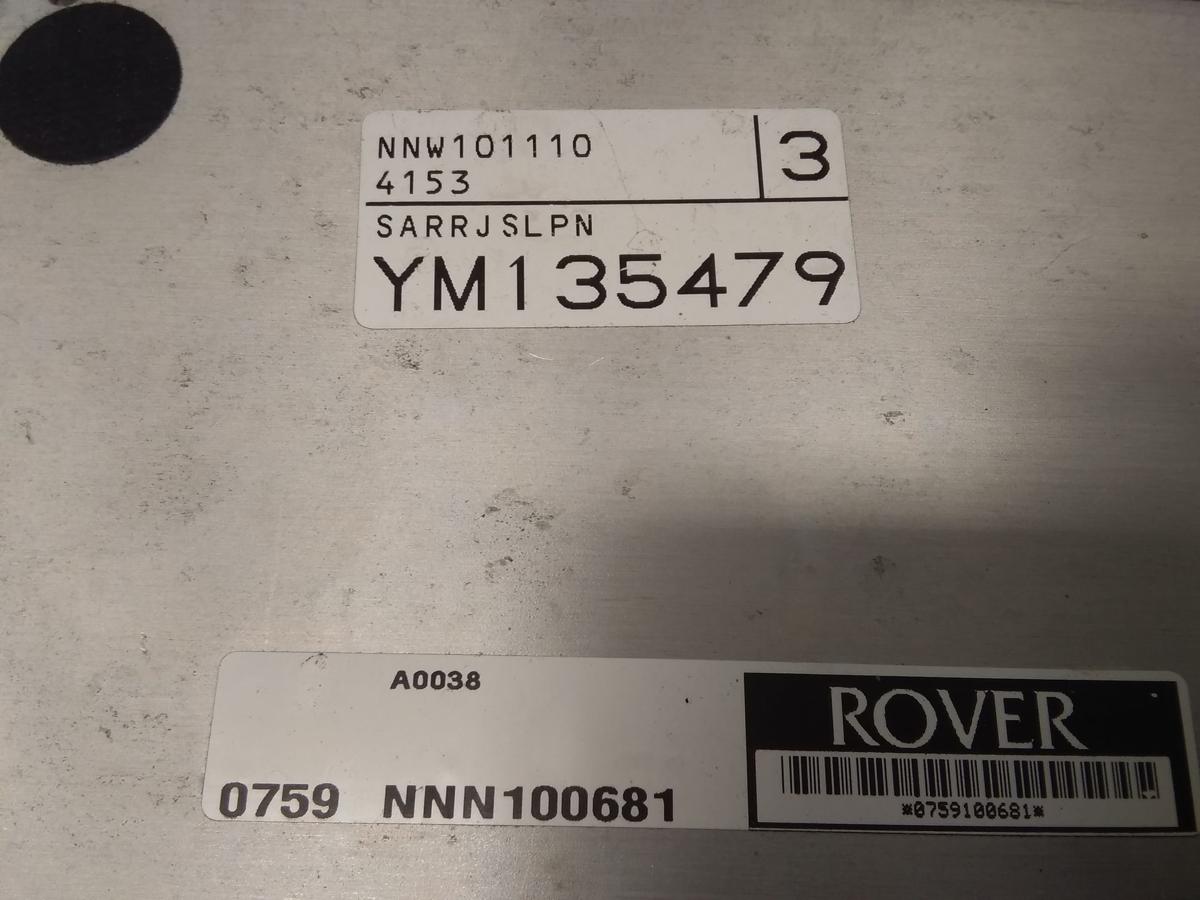 NNW101110
4153
3
SARRJSLPN
YM135479
A0038
0759 NNN100681
ROVER
*0759100681*